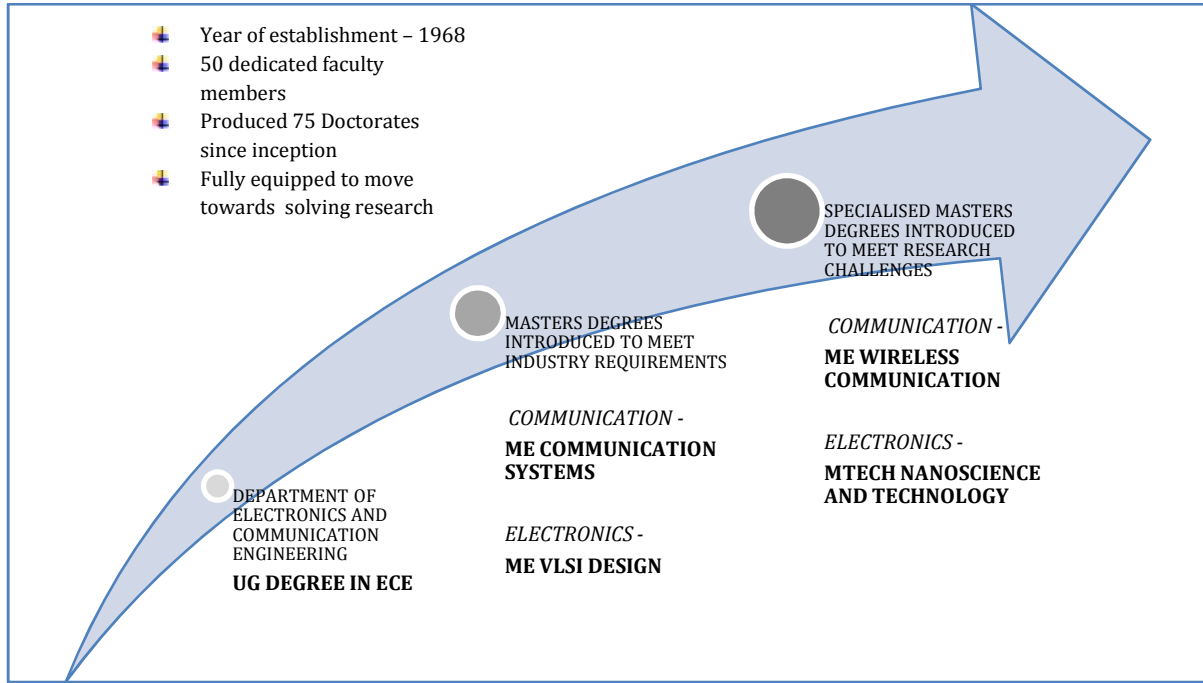 Year of establishment – 1968
50 dedicated faculty
members
Produced 75 Doctorates
since inception
Fully equipped to move
towards solving research
DEPARTMENT OF
ELECTRONICS AND
COMMUNICATION
ENGINEERING
UG DEGREE IN ECE
MASTERS DEGREES
INTRODUCED TO MEET
INDUSTRY REQUIREMENTS
COMMUNICATION -
ME COMMUNICATION
SYSTEMS
ELECTRONICS -
ME VLSI DESIGN
SPECIALISED MASTERS
DEGREES INTRODUCED
TO MEET RESEARCH
CHALLENGES
COMMUNICATION -
ME WIRELESS
COMMUNICATION
ELECTRONICS -
MTECH NANOSCIENCE
AND TECHNOLOGY